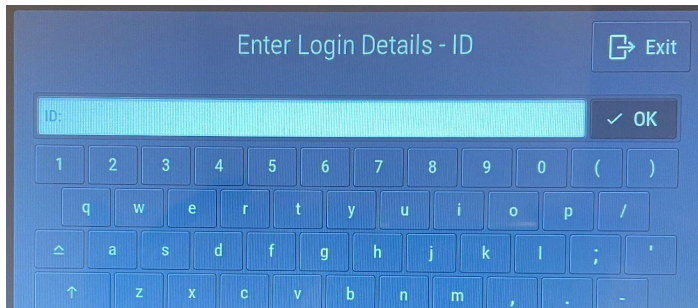 Enter Login Details - ID
Exit
ID:
OK
1 2 3 4 5 6 7 8 9 0 ( )
q w e r t y u i o p /
a s d f g h j k l ; '
z x c v b n m , . -